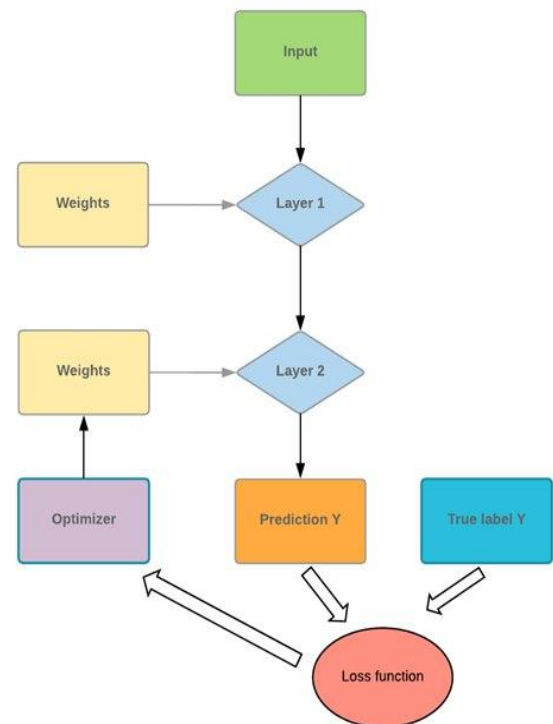 Input
Weights
Layer 1
Weights
Layer 2
Optimizer
Prediction Y
True label Y
Loss function